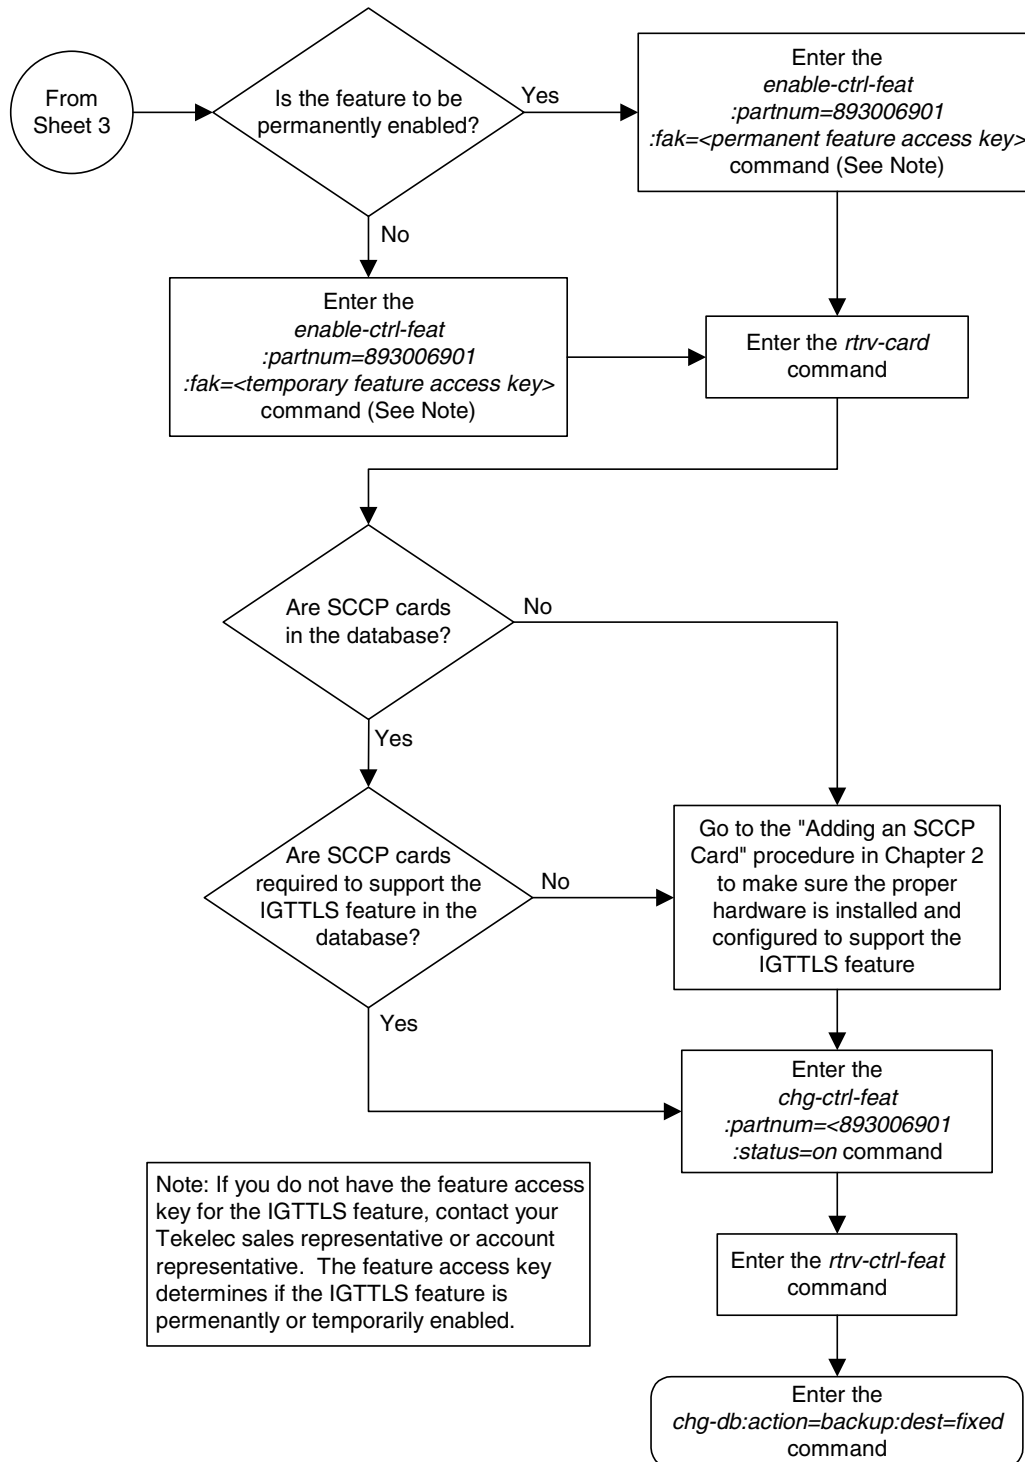 From
Sheet 3
Is the feature to be
permanently enabled?
Yes
Enter the
enable-ctrl-feat
:partnum=893006901
:fak=<permanent feature access key>
command (See Note)
No
Enter the
enable-ctrl-feat
:partnum=893006901
:fak=<temporary feature access key>
command (See Note)
Enter the rtrv-card
command
Are SCCP cards
in the database?
No
Yes
Are SCCP cards
required to support the
IGTTLS feature in the
database?
No
Go to the "Adding an SCCP
Card" procedure in Chapter 2
to make sure the proper
hardware is installed and
configured to support the
IGTTLS feature
Yes
Enter the
chg-ctrl-feat
:partnum=<893006901
:status=on command
Note: If you do not have the feature access
key for the IGTTLS feature, contact your
Tekelec sales representative or account
representative.  The feature access key
determines if the IGTTLS feature is
permenantly or temporarily enabled.
Enter the rtrv-ctrl-feat
command
Enter the
chg-db:action=backup:dest=fixed
command